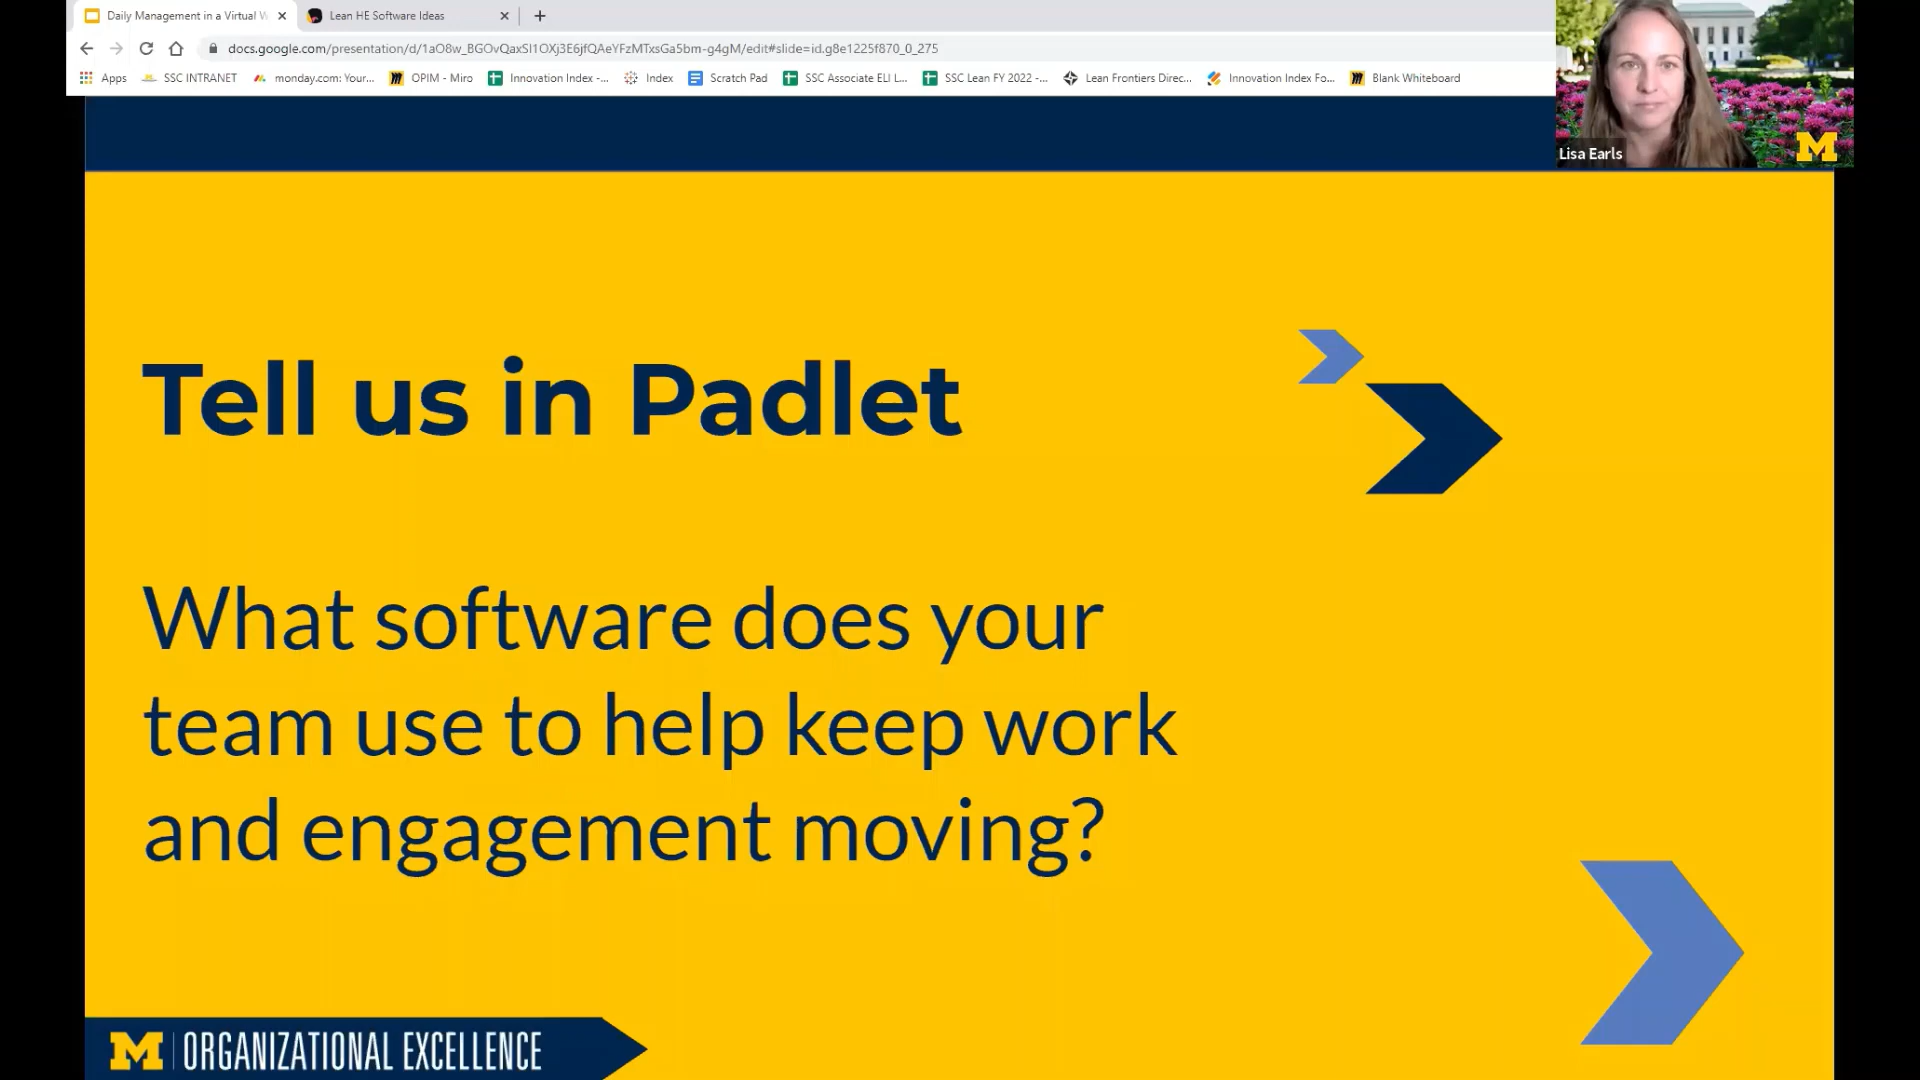 Daily Management in a Virtual W
Lean HE Software Ideas
docs.google.com/presentation/d/1aO8w_BGOvQaxSI1OXj3E6jfQAeYFzMTxsGa5bm-g4gM/edit#slide=id.g8e1225f870_0_275
Apps SSC INTRANET monday.com: Your... OPIM - Miro Innovation Index -... Index Scratch Pad SSC Associate ELI L... SSC Lean FY 2022 -... Lean Frontiers Direc... Innovation Index Fo... Blank Whiteboard
M
Lisa Earls
Tell us in Padlet
What software does your
team use to help keep work
and engagement moving?
M ORGANIZATIONAL EXCELLENCE